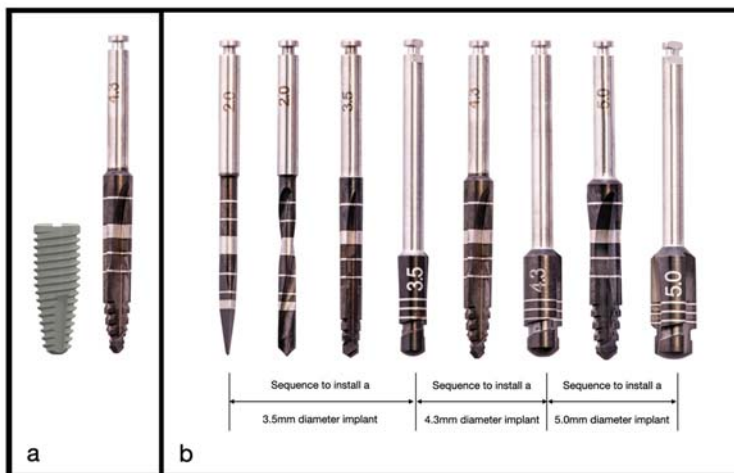 4.3
a
2.0
2.0
3.5
3.5
4.3
4.3
5.0
5.0
Sequence to install a
3.5mm diameter implant
Sequence to install a
4.3mm diameter implant
Sequence to install a
5.0mm diameter implant
b